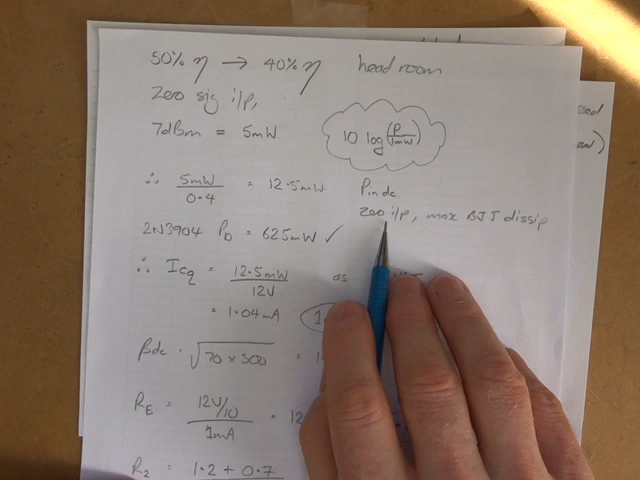 50% η → 40% η head room
Zero sig i/p,
7dBm = 5mW
10 log (P/1mW)
∴ 5mW/0.4 = 12.5mW
Pin dc
Zero i/p, max BJT dissip
2N3904 PD = 625mW ✓
∴ Icq = 12.5mW/12V as
= 1.04mA
βdc = √70 x 300 =
RE = 12V/10 / 1mA = 12
R2 = 1.2 + 0.7